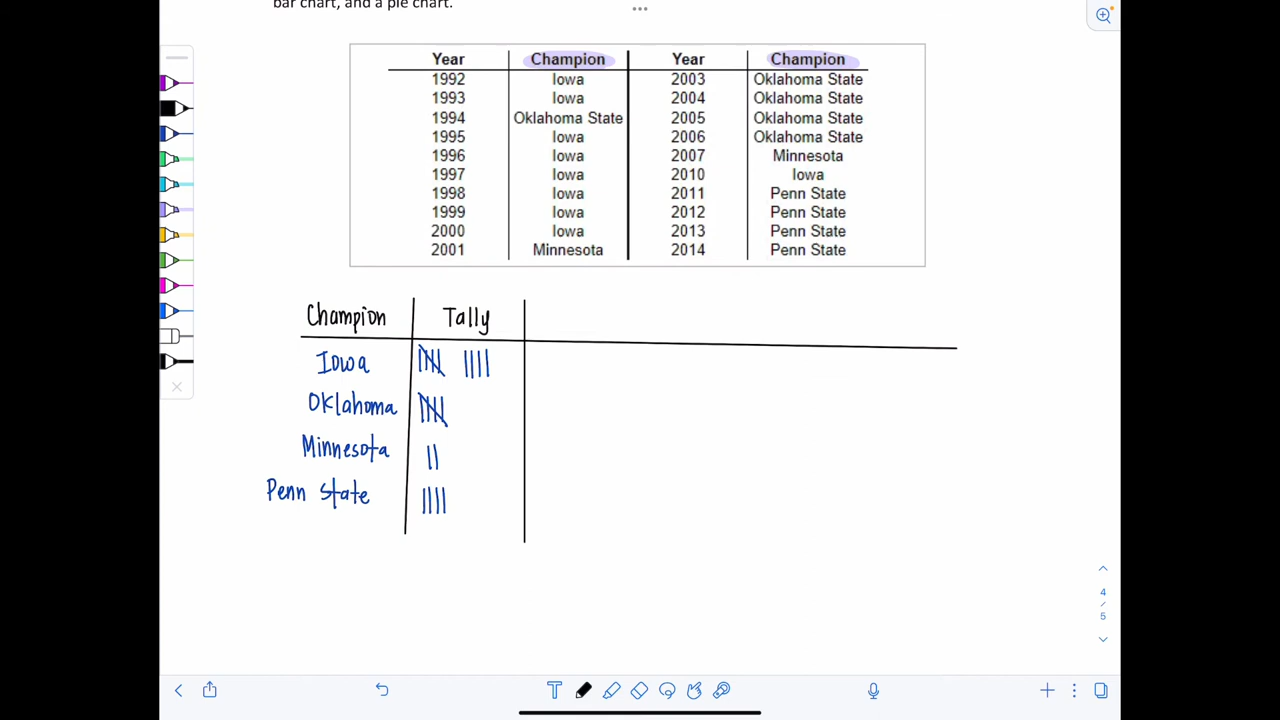 bar chart, and a pie chart.
Year Champion Year Champion
1992 Iowa 2003 Oklahoma State
1993 Iowa 2004 Oklahoma State
1994 Oklahoma State 2005 Oklahoma State
1995 Iowa 2006 Oklahoma State
1996 Iowa 2007 Minnesota
1997 Iowa 2010 Iowa
1998 Iowa 2011 Penn State
1999 Iowa 2012 Penn State
2000 Iowa 2013 Penn State
2001 Minnesota 2014 Penn State
Champion Tally
Iowa
Oklahoma
Minnesota
Penn State
4
/
5
T